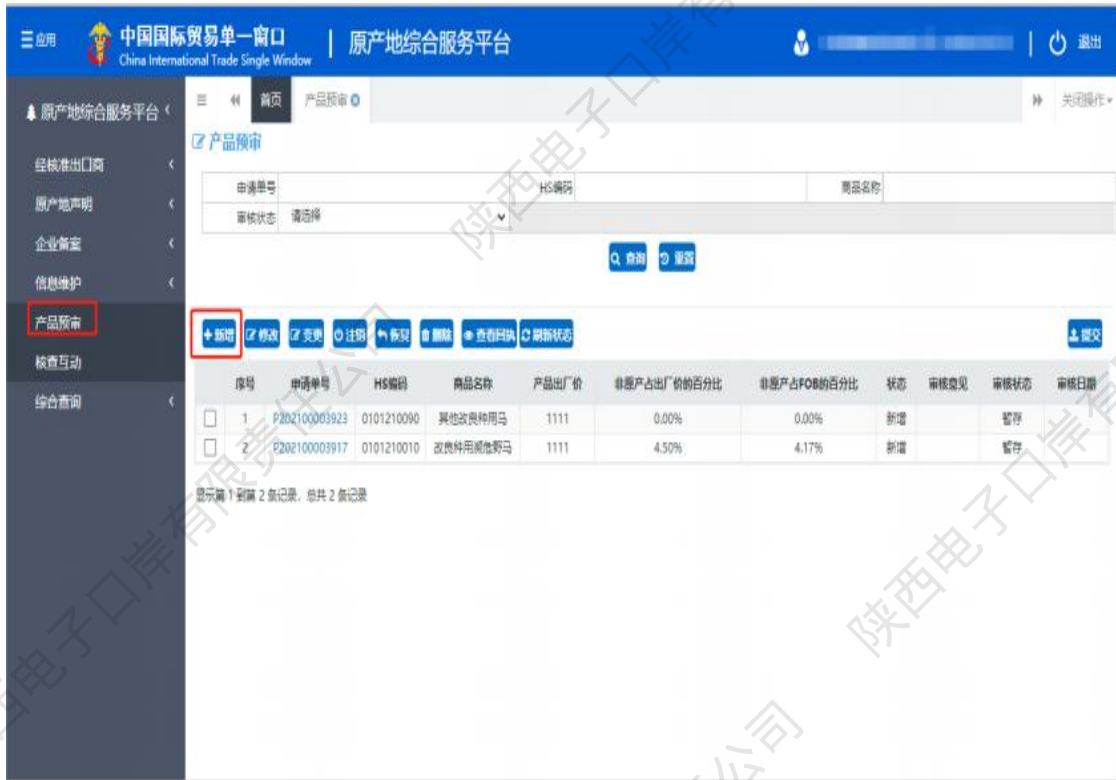 应用 中国国际贸易单一窗口 | 原产地综合服务平台 | 退出
China International Trade Single Window
原产地综合服务平台
首页 产品预审 关闭操作
产品预审
经核准出口商
原产地声明
企业备案
信息维护
产品预审
核查互动
综合查询
申请单号 HS编码 商品名称
审核状态 请选择
查询 重置
+新增 修改 变更 注销 恢复 删除 查看回执 刷新状态 提交
序号 申请单号 HS编码 商品名称 产品出厂价 非原产占出厂价的百分比 非原产占FOB的百分比 状态 审核意见 审核状态 审核日期
1 P202100003923 0101210090 其他改良种用马 1111 0.00% 0.00% 新增 暂存
2 P202100003917 0101210010 改良种用濒危野马 1111 4.50% 4.17% 新增 暂存
显示第 1 到第 2 条记录，总共 2 条记录
陕西电子口岸有限责任公司